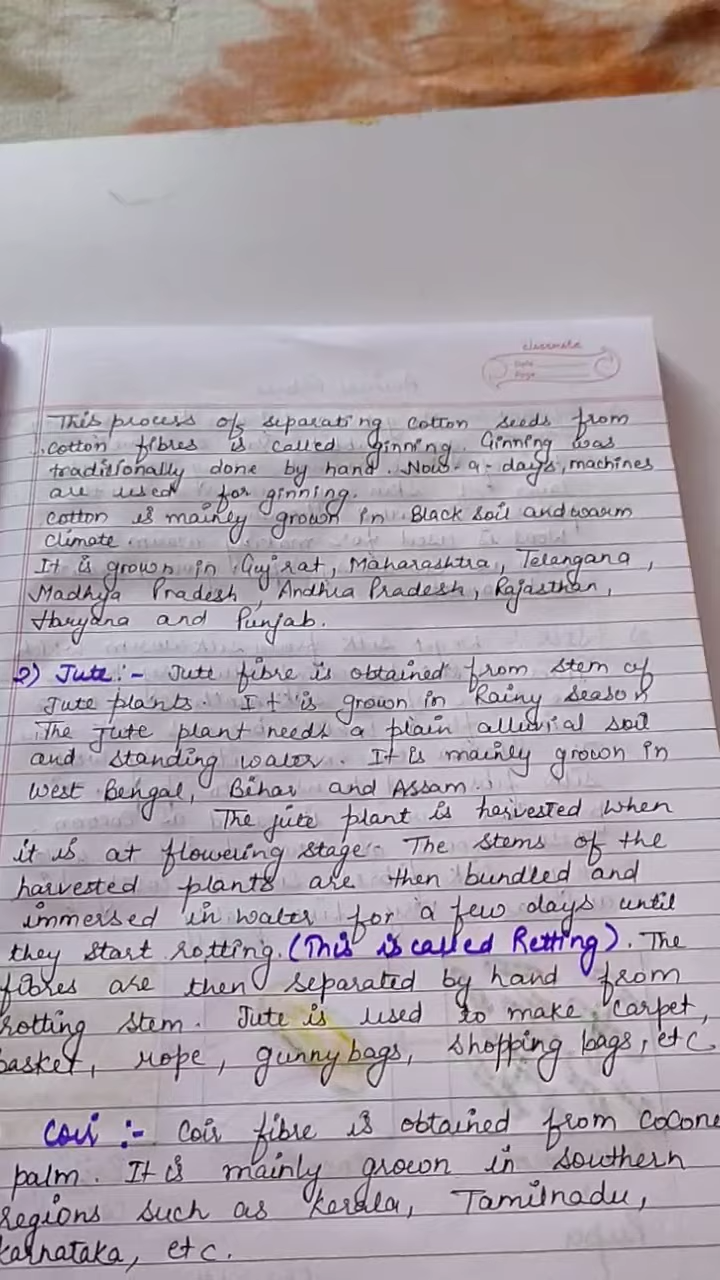 classmate
Date
Page
This process of separating cotton seeds from
cotton fibres is called ginning. Ginning was
traditionally done by hand. Now-a-days, machines
are used for ginning.
cotton is mainly grown in Black soil and warm
climate.
It is grown in Gujrat, Maharashtra, Telangana,
Madhya Pradesh, Andhra Pradesh, Rajasthan,
Haryana and Punjab.
2) Jute :- Jute fibre is obtained from stem of
Jute plants. It is grown in Rainy season
The jute plant needs a plain alluvial soil
and standing water. It is mainly grown in
West Bengal, Bihar and Assam.
The jute plant is harvested when
it is at flowering stage. The stems of the
harvested plants are then bundled and
immersed in water for a few days until
they start rotting. (This is called Retting). The
fibres are then separated by hand from
rotting stem. Jute is used to make carpet,
basket, rope, gunny bags, shopping bags, etc.
Coir :- Coir fibre is obtained from Cocone
palm. It is mainly grown in southern
regions such as Kerala, Tamilnadu,
Karnataka, etc.